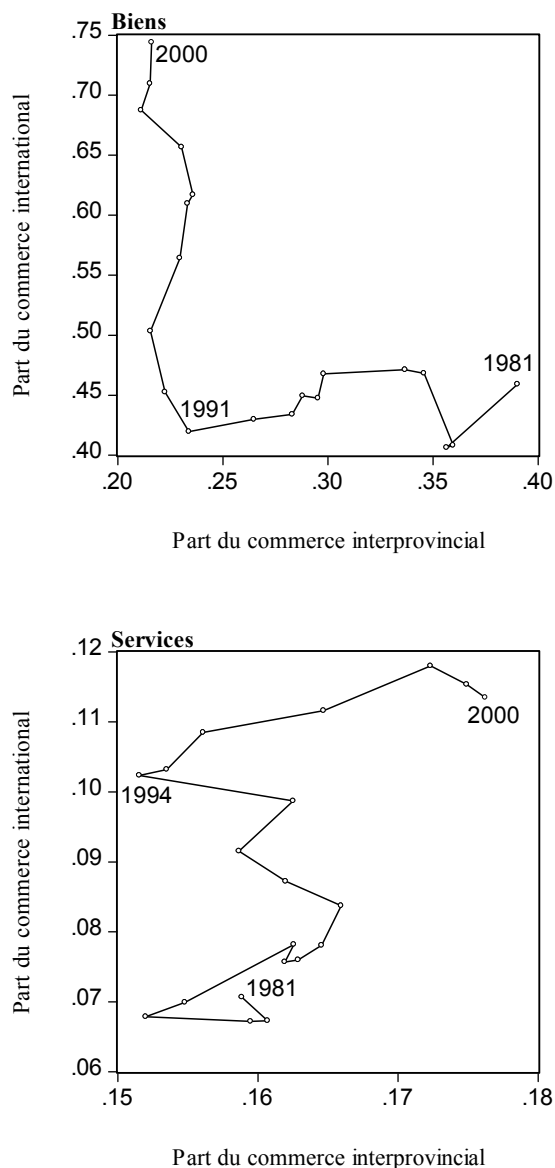 Biens
.75
2000
.70
.65
.60
.55
.50
1981
.45
1991
.40
.20 .25 .30 .35 .40
Part du commerce international
Part du commerce interprovincial
Services
.12
.11
2000
.10
1994
.09
.08
1981
.07
.06
.15 .16 .17 .18
Part du commerce international
Part du commerce interprovincial